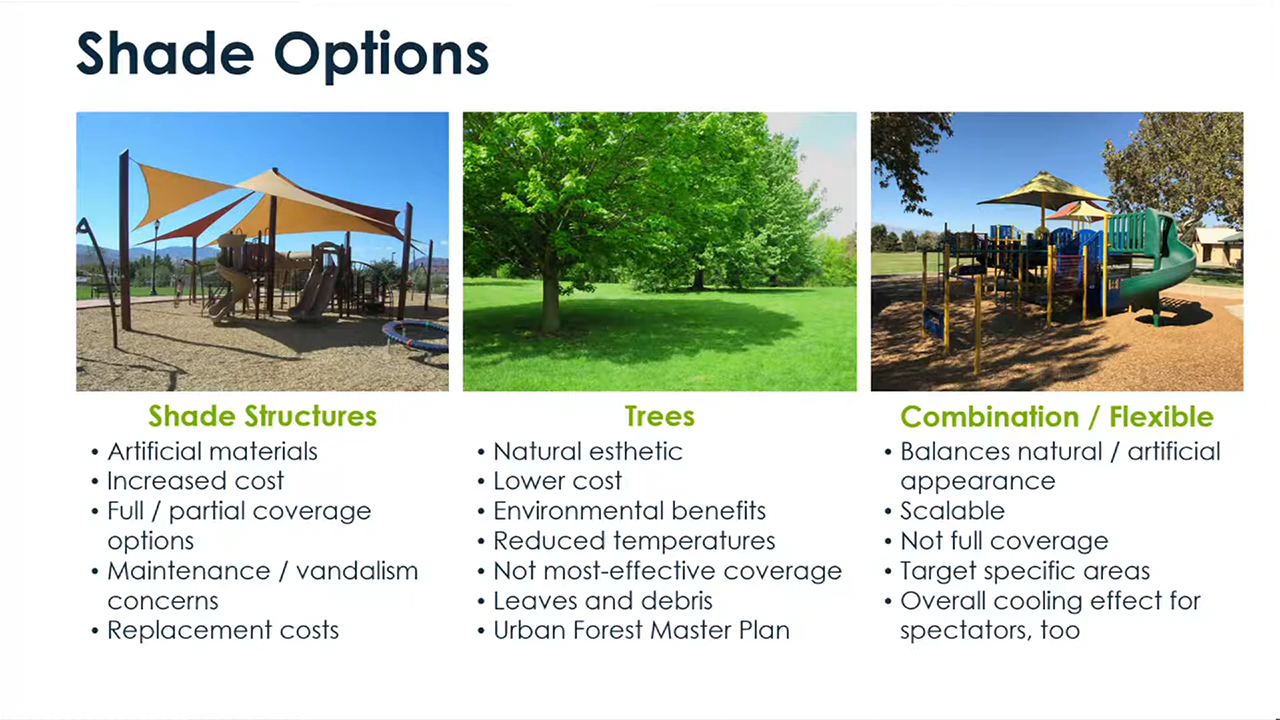 Shade Options
Shade Structures
• Artificial materials
• Increased cost
• Full / partial coverage
options
• Maintenance / vandalism
concerns
• Replacement costs
Trees
• Natural esthetic
• Lower cost
• Environmental benefits
• Reduced temperatures
• Not most-effective coverage
• Leaves and debris
• Urban Forest Master Plan
Combination / Flexible
• Balances natural / artificial
appearance
• Scalable
• Not full coverage
• Target specific areas
• Overall cooling effect for
spectators, too